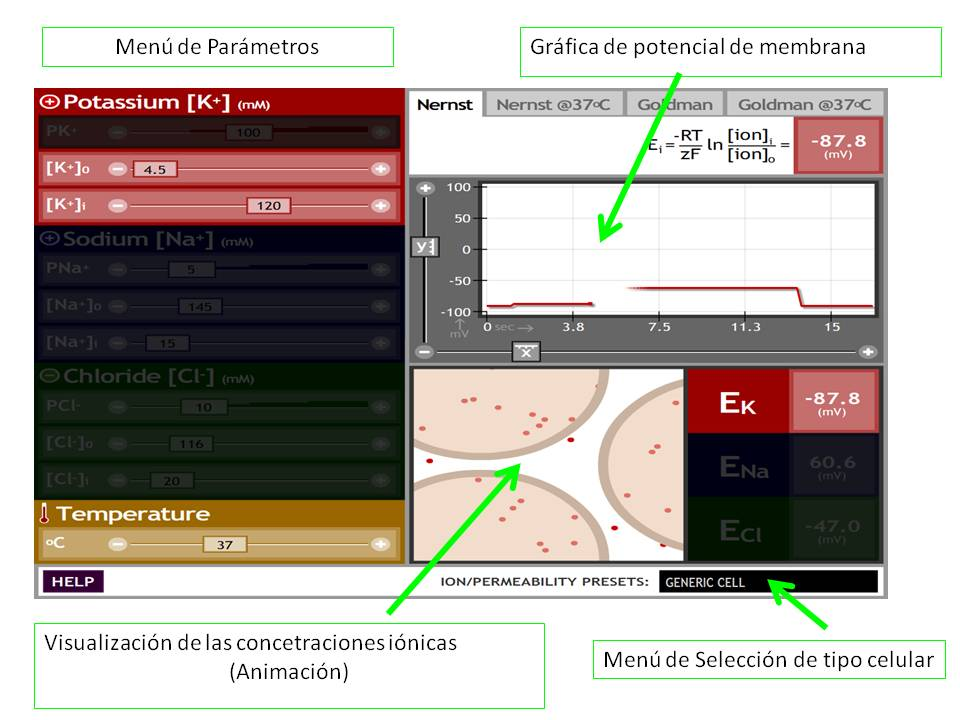 Menú de Parámetros
Gráfica de potencial de membrana
Potassium [K+] (mM)
PK+ 100
[K+]o 4.5
[K+]i 120
Sodium [Na+] (mM)
PNa+ 5
[Na+]o 145
[Na+]i 15
Chloride [Cl-] (mM)
PCl- 10
[Cl-]o 116
[Cl-]i 20
Temperature
ºC 37
HELP
Nernst Nernst @37ºC Goldman Goldman @37ºC
Ei = -RT/zF ln [ion]i/[ion]o = -87.8 (mV)
100
50
0
-50
-100
y
mV
0 sec → 3.8 7.5 11.3 15
x
EK -87.8 (mV)
ENa 60.6 (mV)
ECl -47.0 (mV)
ION/PERMEABILITY PRESETS: GENERIC CELL
Visualización de las concetraciones iónicas
(Animación)
Menú de Selección de tipo celular